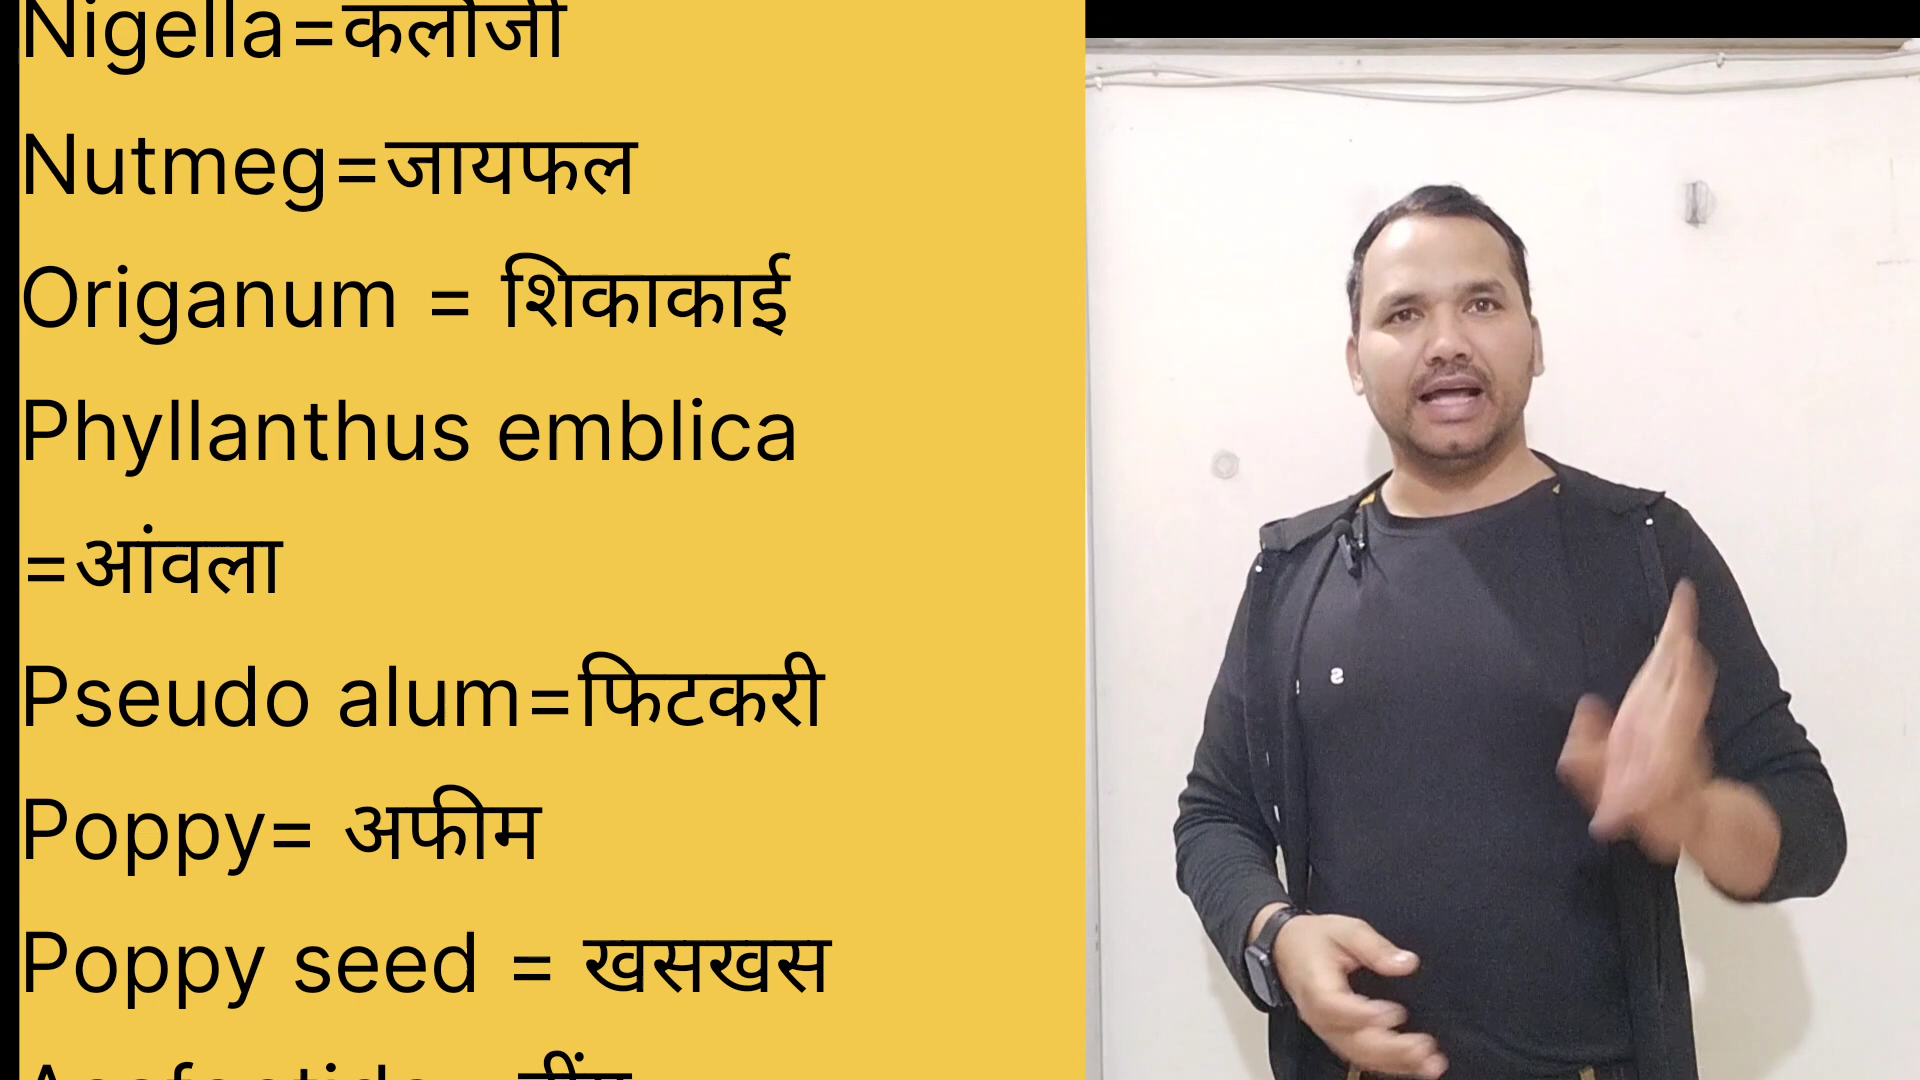 Nigella=कलौंजी
Nutmeg=जायफल
Origanum = शिकाकाई
Phyllanthus emblica
=आंवला
Pseudo alum=फिटकरी
Poppy= अफीम
Poppy seed = खसखस
s